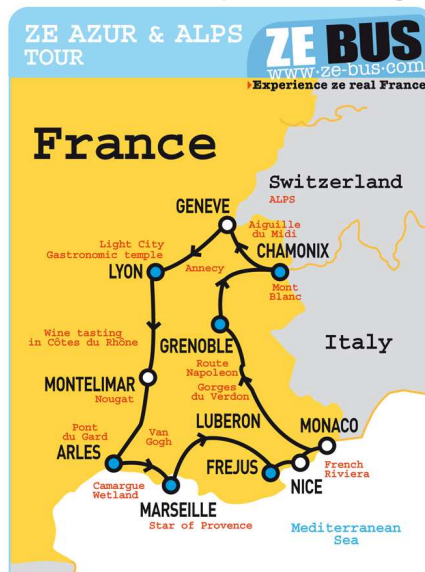 ZE AZUR & ALPS
TOUR
ZE BUS
www.ze-bus.com
Experience ze real France
France
Switzerland
ALPS
GENEVE
Aiguille
du Midi
CHAMONIX
Light City
Gastronomic temple
LYON
Annecy
Mont
Blanc
Wine tasting
in Côtes du Rhône
GRENOBLE
Italy
Route
Napoleon
MONTELIMAR
Nougat
Gorges
du Verdon
LUBERON
MONACO
Pont
du Gard
Van
Gogh
ARLES
FREJUS
NICE
French
Riviera
Camargue
Wetland
MARSEILLE
Star of Provence
Mediterranean
Sea